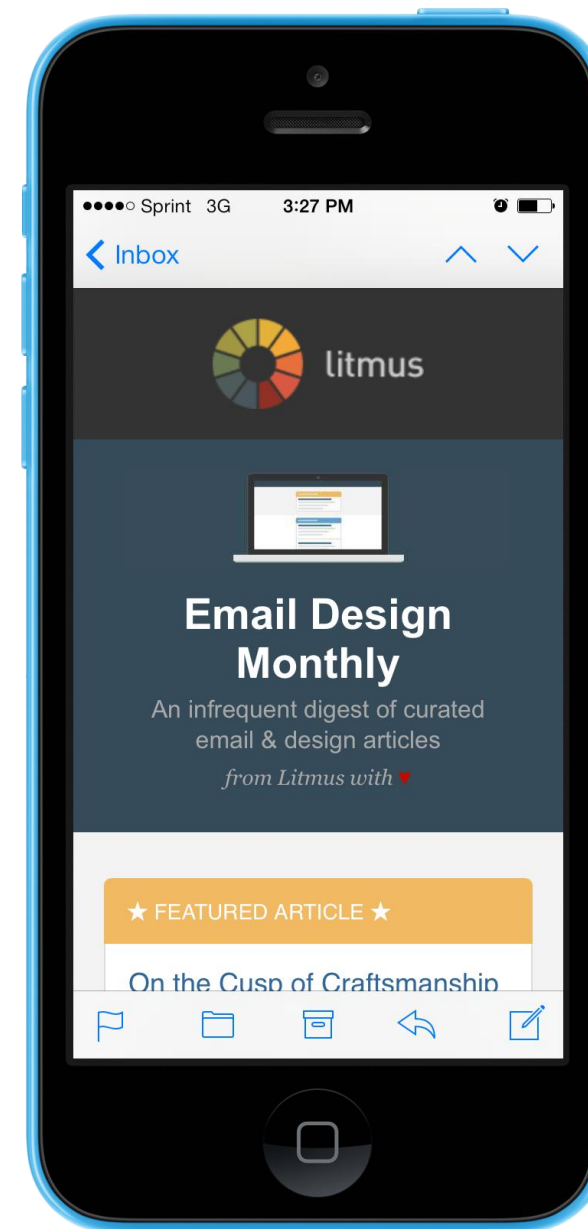 Sprint 3G 3:27 PM
Inbox
litmus
Email Design
Monthly
An infrequent digest of curated
email & design articles
from Litmus with ♥
★ FEATURED ARTICLE ★
On the Cusp of Craftsmanship